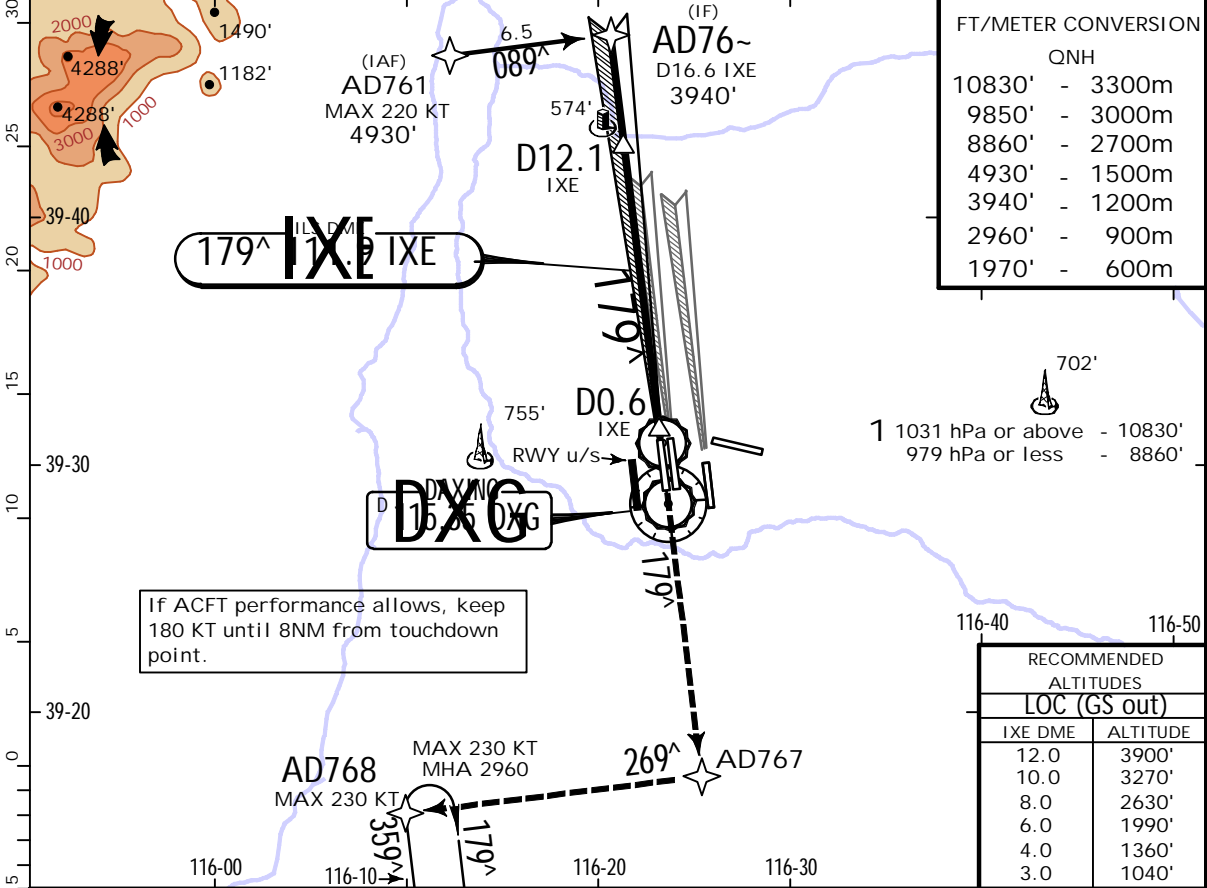 30
2000
4288'
1490'
1182'
4288'
1000
3000
25
(IAF)
AD761
MAX 220 KT
4930'
6.5
089^
(IF)
AD76~
D16.6 IXE
3940'
574'
D12.1
IXE
FT/METER CONVERSION
QNH
10830' - 3300m
9850' - 3000m
8860' - 2700m
4930' - 1500m
3940' - 1200m
2960' - 900m
1970' - 600m
39-40
20
1000
ILS DME
179^ IXE
IXE
179^
15
755'
D0.6
IXE
RWY u/s
702'
1 1031 hPa or above - 10830'
979 hPa or less - 8860'
39-30
10
DAXING
D 115.35 DXG
DXG
179^
If ACFT performance allows, keep
180 KT until 8NM from touchdown
point.
5
116-40
116-50
RECOMMENDED
ALTITUDES
LOC (GS out)
IXE DME ALTITUDE
12.0 3900'
10.0 3270'
8.0 2630'
6.0 1990'
4.0 1360'
3.0 1040'
39-20
0
AD768
MAX 230 KT
MAX 230 KT
MHA 2960
269^
AD767
359^
179^
5
116-00
116-10
116-20
116-30